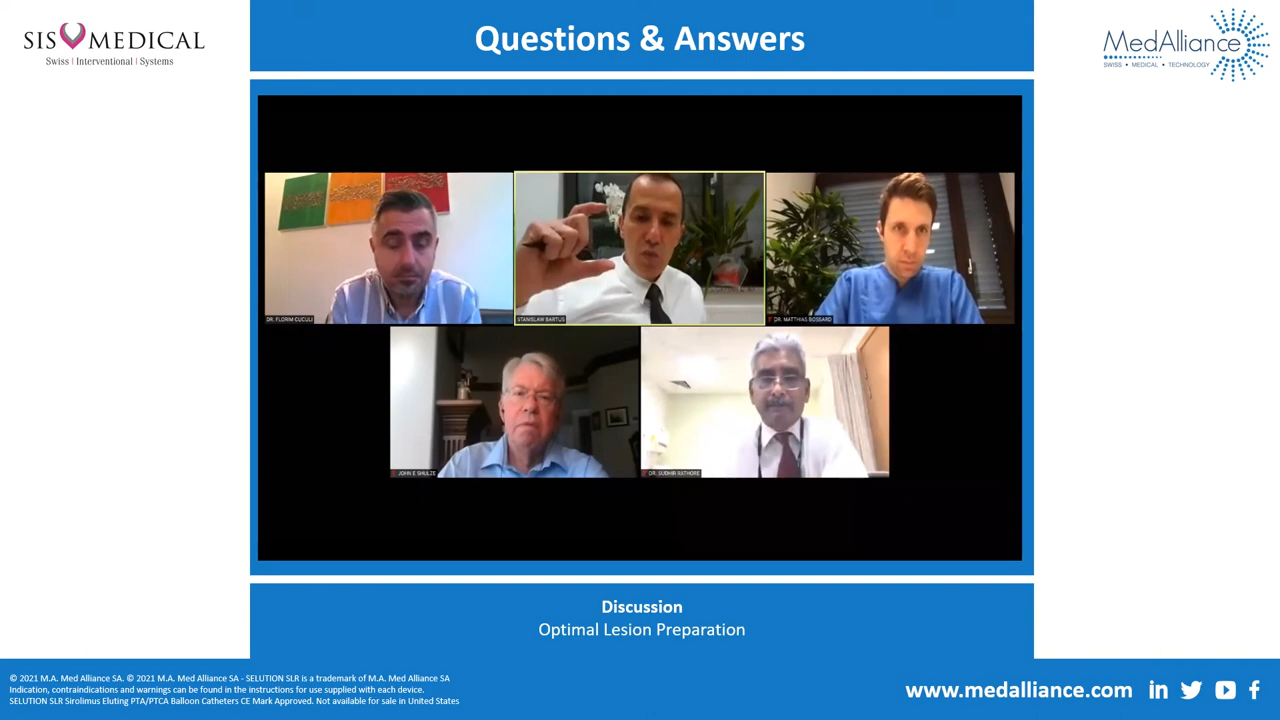 SIS MEDICAL
Swiss | Interventional | Systems
Questions & Answers
MedAlliance
SWISS • MEDICAL • TECHNOLOGY
DR. FLORIM CUCULI
STANISLAW BARTUS
DR. MATTHIAS BOSSARD
JOHN E SHULZE
DR. SUDHIR RATHORE
Discussion
Optimal Lesion Preparation
© 2021 M.A. Med Alliance SA. © 2021 M.A. Med Alliance SA - SELUTION SLR is a trademark of M.A. Med Alliance SA
Indication, contraindications and warnings can be found in the instructions for use supplied with each device.
SELUTION SLR Sirolimus Eluting PTA/PTCA Balloon Catheters CE Mark Approved. Not available for sale in United States
www.medalliance.com